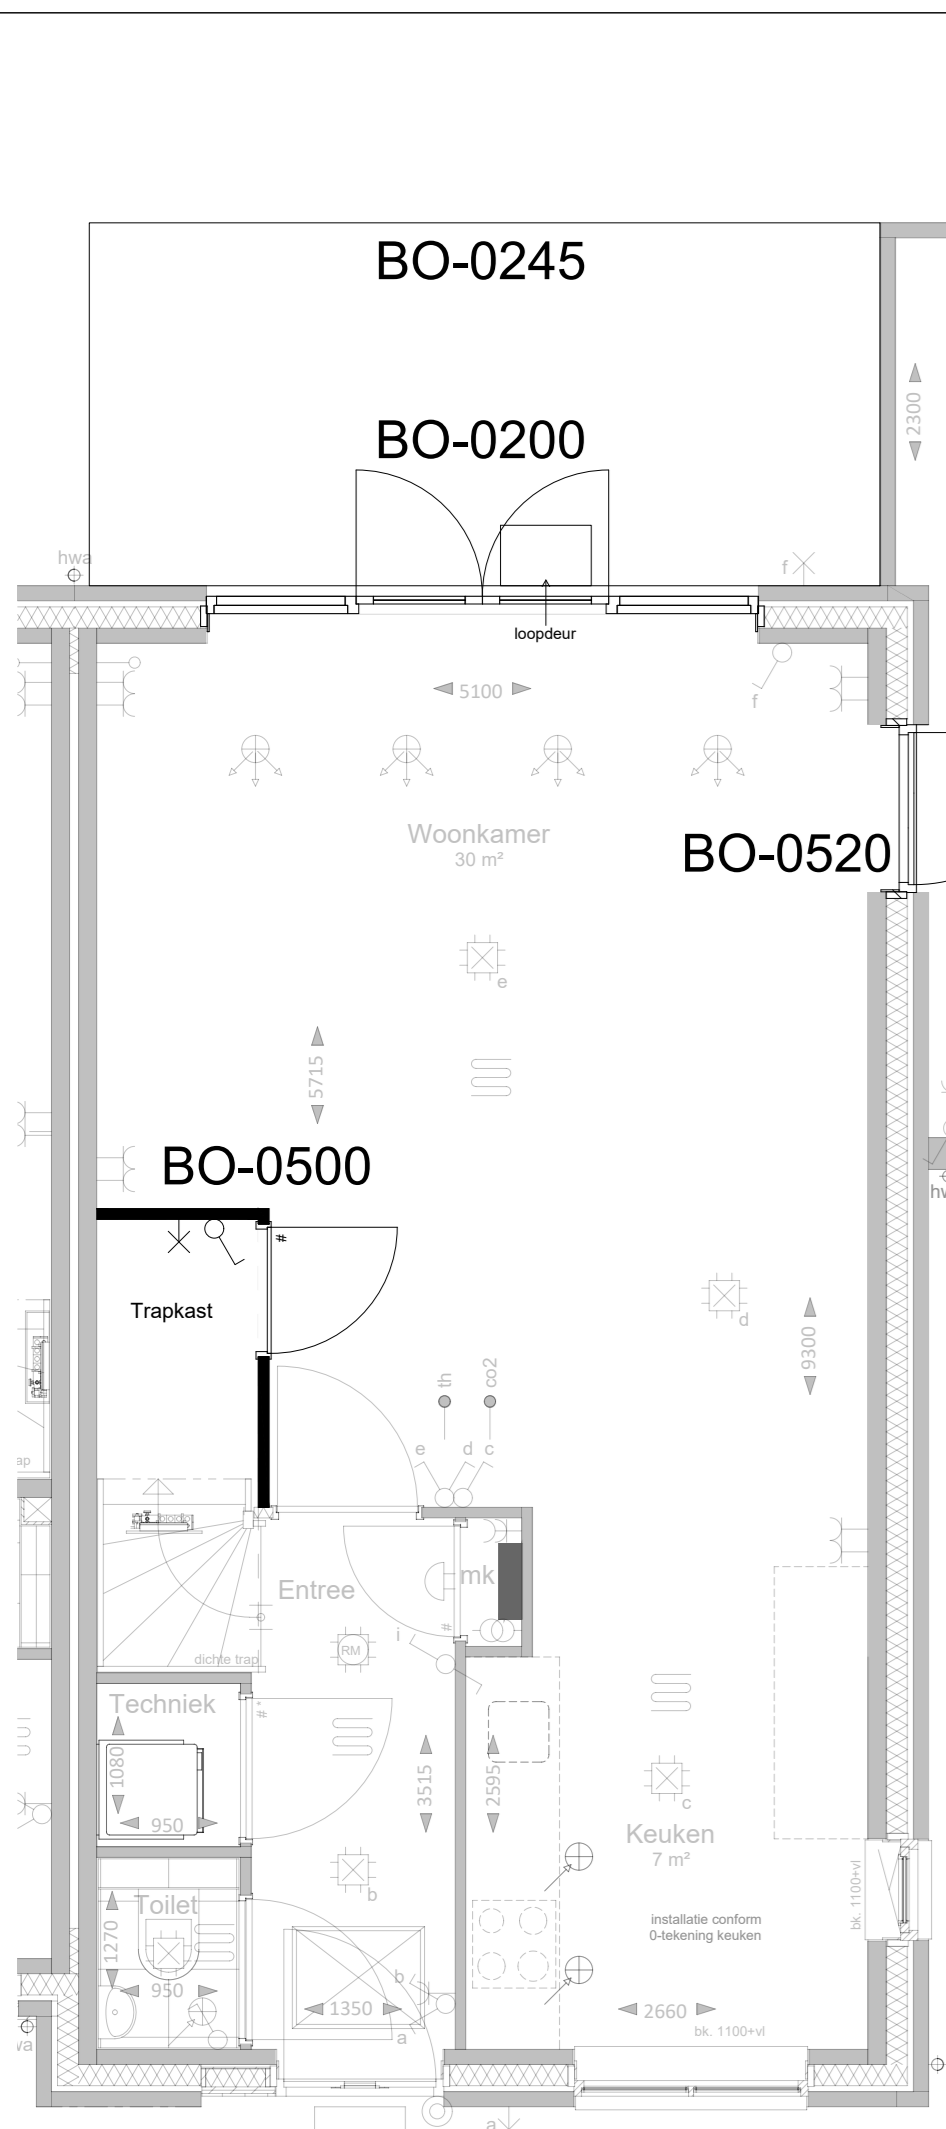 BO-0245
2300
BO-0200
hwa
f
loopdeur
5100
f
Woonkamer
30 m²
BO-0520
e
5715
BO-0500
#
Trapkast
d
9300
th
co2
e
d
c
ap
Entree
mk
#
i
RM
dichte trap
Techniek
# *
1080
950
3515
2595
c
Keuken
7 m²
b
Toilet
1270
950
installatie conform
0-tekening keuken
bk. 1100+vl
b
1350
a
2660
bk. 1100+vl
a